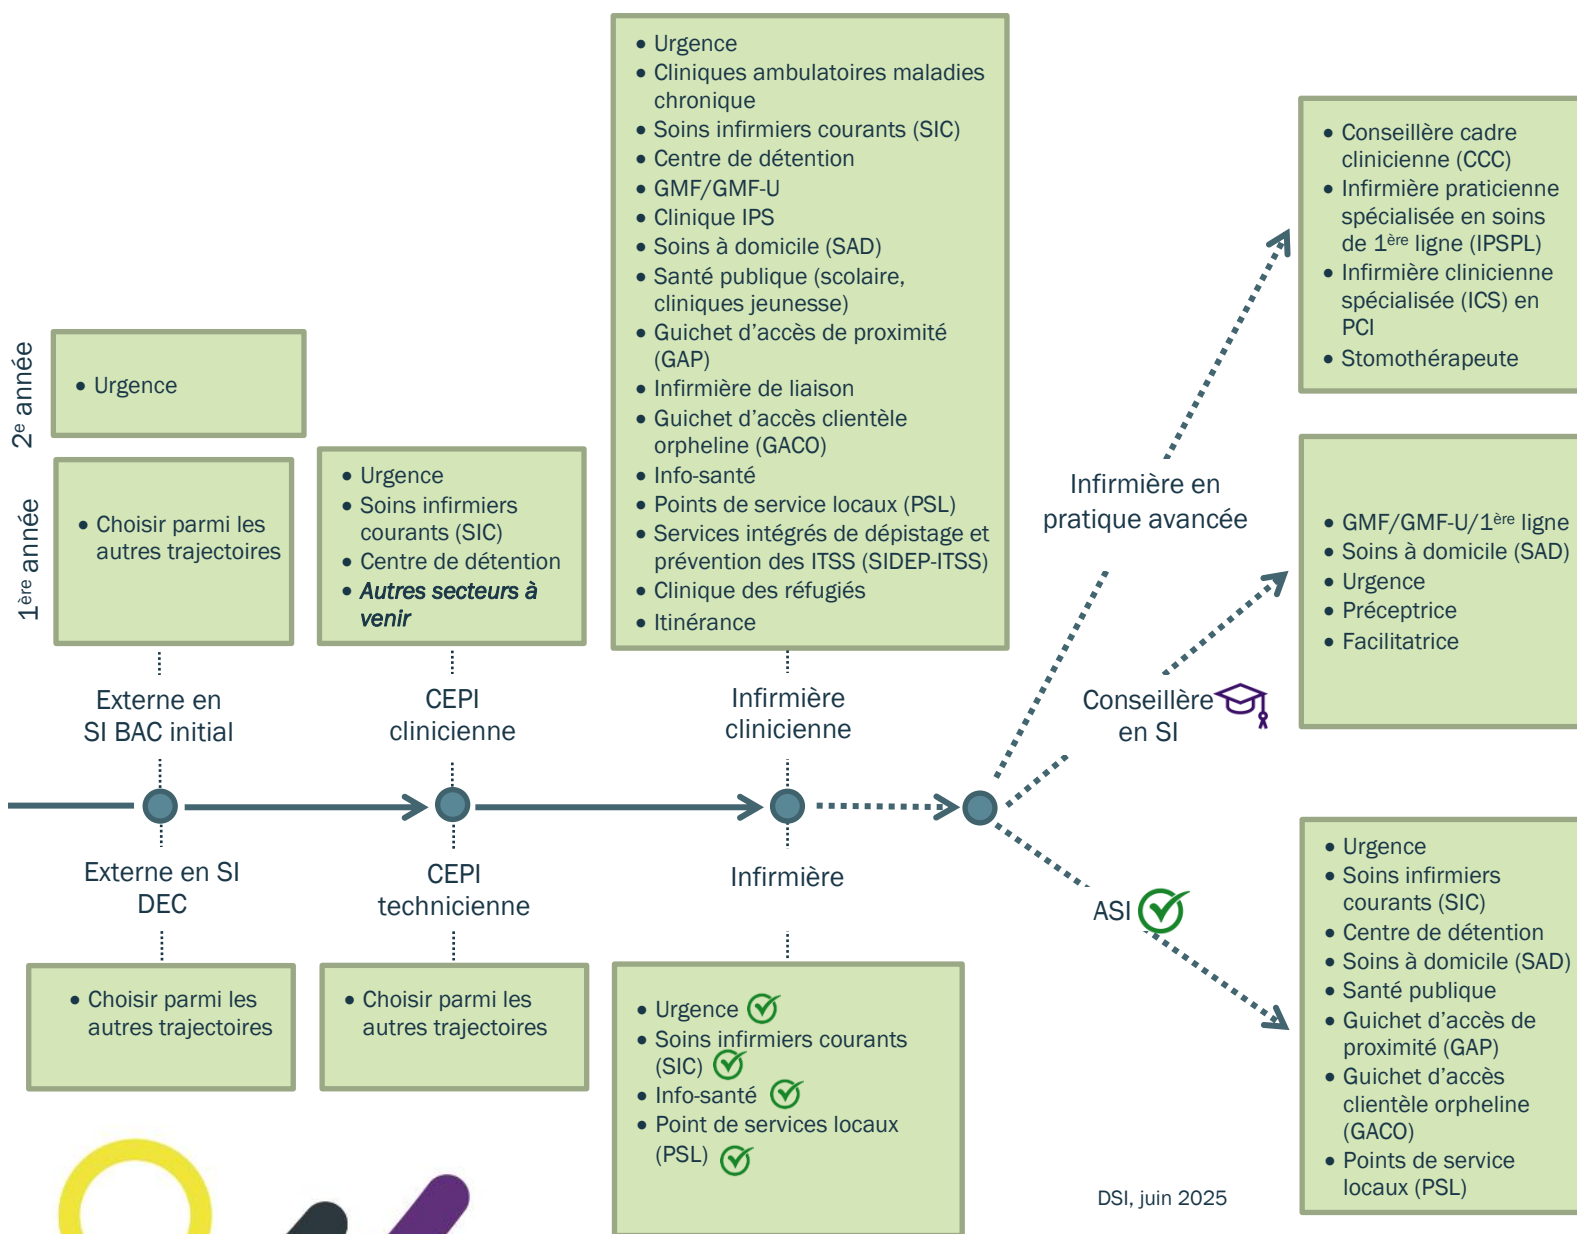 2e année
• Urgence
1ère année
• Choisir parmi les
autres trajectoires
Externe en
SI BAC initial
• Urgence
• Soins infirmiers
courants (SIC)
• Centre de détention
• Autres secteurs à
venir
CEPI
clinicienne
• Urgence
• Cliniques ambulatoires maladies
chronique
• Soins infirmiers courants (SIC)
• Centre de détention
• GMF/GMF-U
• Clinique IPS
• Soins à domicile (SAD)
• Santé publique (scolaire,
cliniques jeunesse)
• Guichet d’accès de proximité
(GAP)
• Infirmière de liaison
• Guichet d’accès clientèle
orpheline (GACO)
• Info-santé
• Points de service locaux (PSL)
• Services intégrés de dépistage et
prévention des ITSS (SIDEP-ITSS)
• Clinique des réfugiés
• Itinérance
Infirmière
clinicienne
Infirmière en
pratique avancée
• Conseillère cadre
clinicienne (CCC)
• Infirmière praticienne
spécialisée en soins
de 1ère ligne (IPSPL)
• Infirmière clinicienne
spécialisée (ICS) en
PCI
• Stomothérapeute
Conseillère
en SI
• GMF/GMF-U/1ère ligne
• Soins à domicile (SAD)
• Urgence
• Préceptrice
• Facilitatrice
Externe en SI
DEC
• Choisir parmi les
autres trajectoires
CEPI
technicienne
• Choisir parmi les
autres trajectoires
Infirmière
• Urgence
• Soins infirmiers courants
(SIC)
• Info-santé
• Point de services locaux
(PSL)
ASI
• Urgence
• Soins infirmiers
courants (SIC)
• Centre de détention
• Soins à domicile (SAD)
• Santé publique
• Guichet d’accès de
proximité (GAP)
• Guichet d’accès
clientèle orpheline
(GACO)
• Points de service
locaux (PSL)
DSI, juin 2025